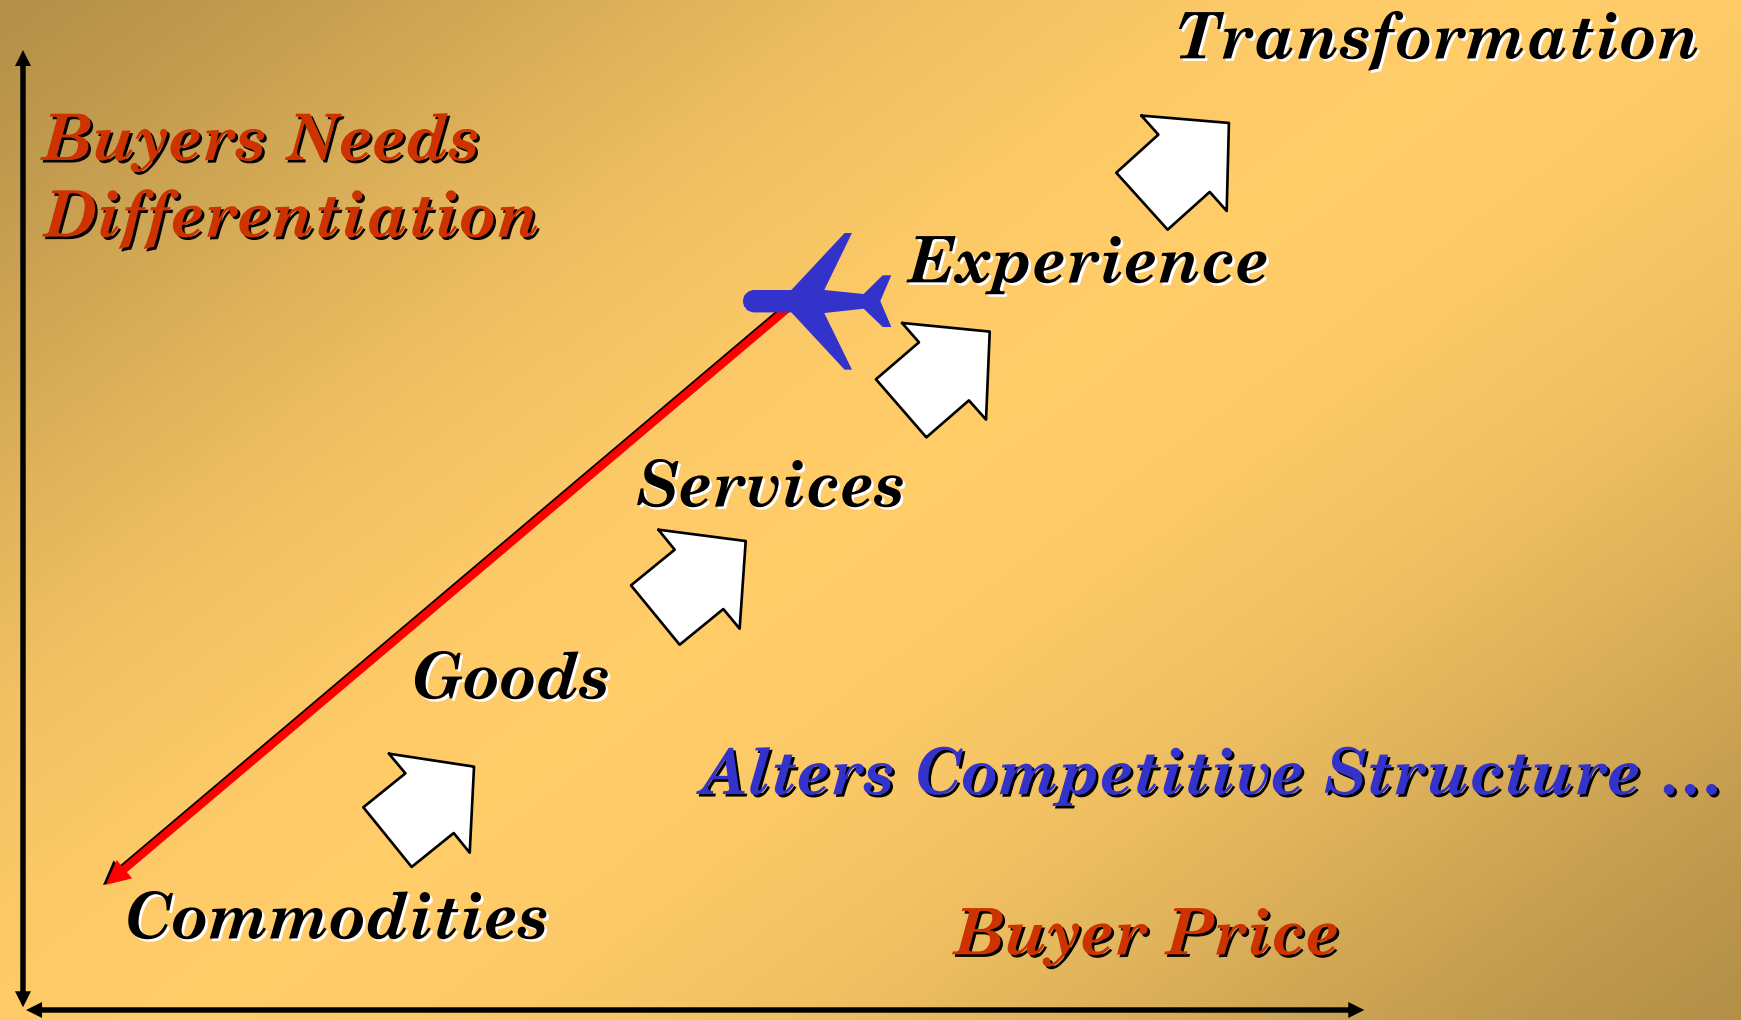 Transformation
Buyers Needs
Differentiation
Experience
Services
Goods
Alters Competitive Structure ...
Commodities
Buyer Price